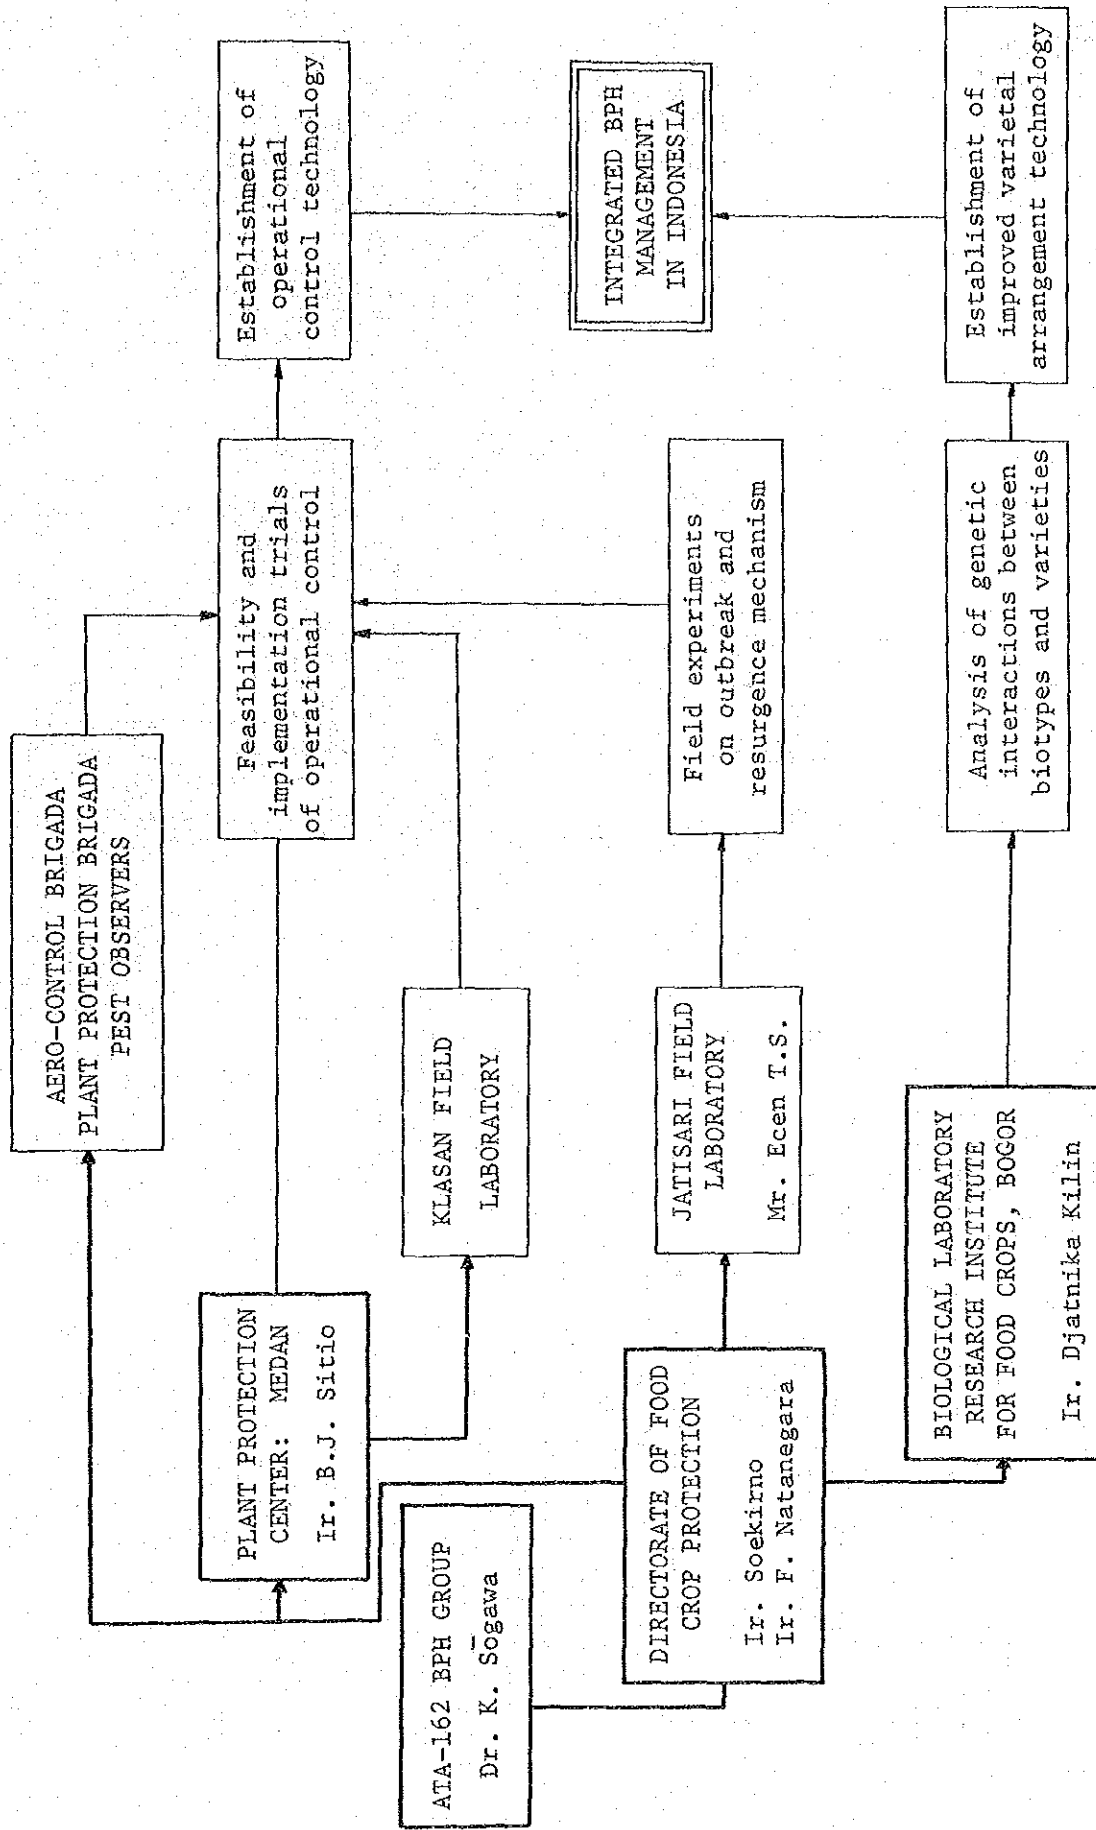 AERO-CONTROL BRIGADA
PLANT PROTECTION BRIGADA
PEST OBSERVERS
PLANT PROTECTION
CENTER: MEDAN
Ir. B.J. Sitio
Feasibility and
implementation trials
of operational control
Establishment of
operational
control technology
ATA-162 BPH GROUP
Dr. K. Sōgawa
KLASAN FIELD
LABORATORY
INTEGRATED BPH
MANAGEMENT
IN INDONESIA
DIRECTORATE OF FOOD
CROP PROTECTION
Ir. Soekirno
Ir. F. Natanegara
JATISARI FIELD
LABORATORY
Mr. Ecen T.S.
Field experiments
on outbreak and
resurgence mechanism
BIOLOGICAL LABORATORY
RESEARCH INSTITUTE
FOR FOOD CROPS, BOGOR
Ir. Djatnika Kilin
Analysis of genetic
interactions between
biotypes and varieties
Establishment of
improved varietal
arrangement technology